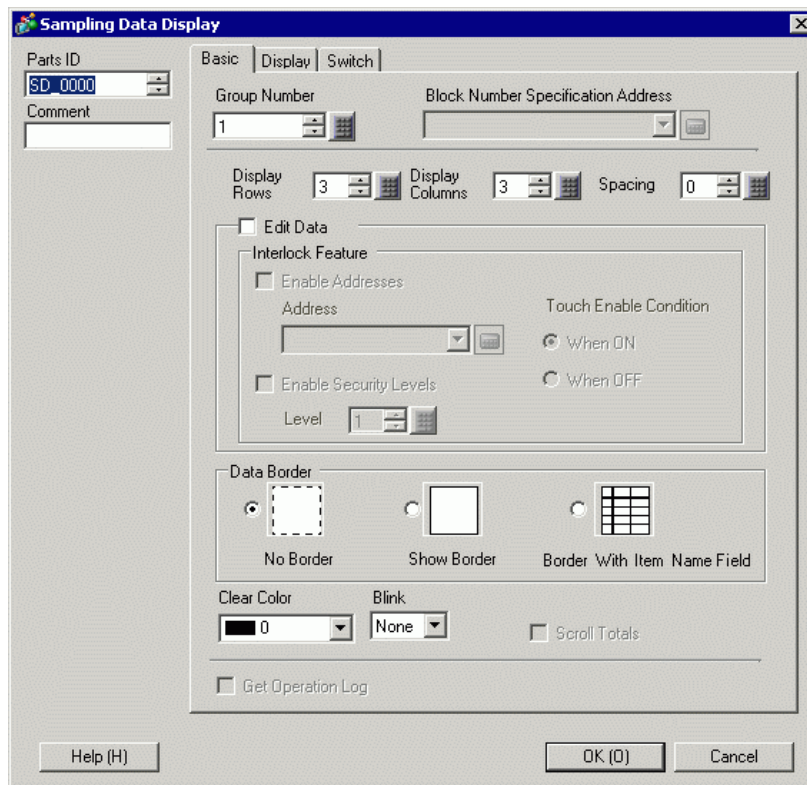 Sampling Data Display
Parts ID
SD_0000
Comment
Basic
Display
Switch
Group Number
1
Block Number Specification Address
Display Rows
3
Display Columns
3
Spacing
0
Edit Data
Interlock Feature
Enable Addresses
Address
Touch Enable Condition
When ON
When OFF
Enable Security Levels
Level
1
Data Border
No Border
Show Border
Border With Item Name Field
Clear Color
0
Blink
None
Scroll Totals
Get Operation Log
Help (H)
OK (O)
Cancel